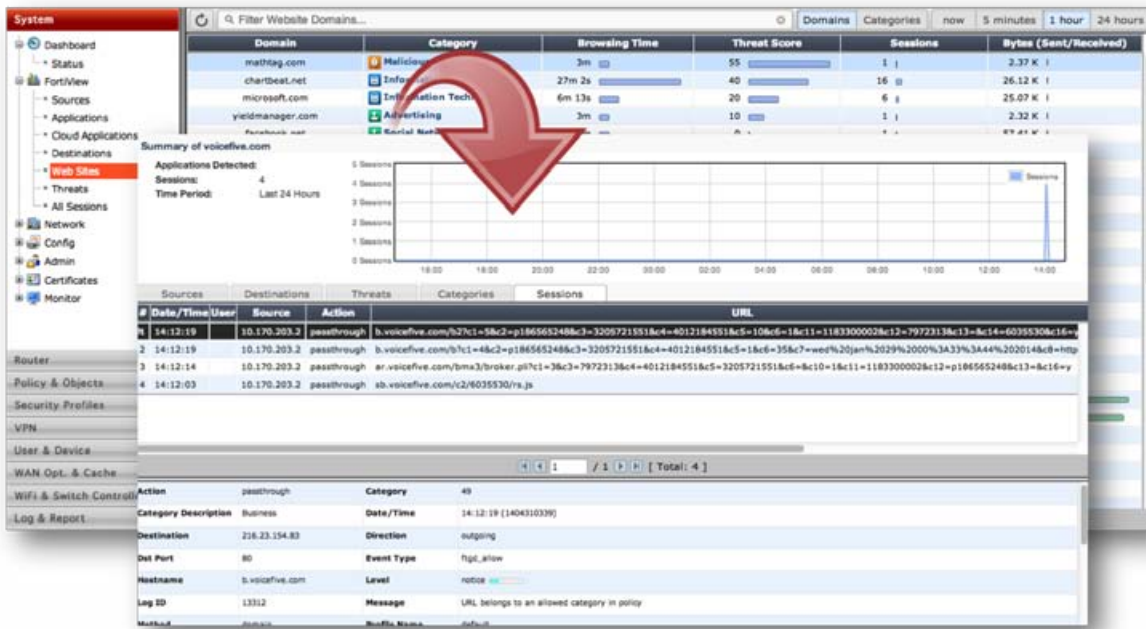 System
Filter Website Domains...
Domains Categories now 5 minutes 1 hour 24 hours
Dashboard
Status
FortiView
Sources
Applications
Cloud Applications
Destinations
Web Sites
Threats
All Sessions
Network
Config
Admin
Certificates
Monitor
Router
Policy & Objects
Security Profiles
VPN
User & Device
WAN Opt. & Cache
WiFi & Switch
Log & Report
Domain Category Browsing Time Threat Score Sessions Bytes (Sent/Received)
mathtag.com 3m 55 1 2.37 K
chartbeat.net 27m 2s 40 16 26.12 K
microsoft.com 6m 13s 20 6 25.07 K
yieldmanager.com Advertising 3m 10 1 2.32 K
Summary of voicefive.com
Applications Detected:
Sessions: 4
Time Period: Last 24 Hours
5 Sessions
4 Sessions
3 Sessions
2 Sessions
1 Sessions
0 Sessions
Sessions
16:00 18:00 20:00 22:00 00:00 02:00 04:00 06:00 08:00 10:00 12:00 14:00
Sources Destinations Threats Categories Sessions
# Date/Time User Source Action URL
14:12:19 10.170.203.2 passthrough
2 14:12:19 10.170.203.2 passthrough
3 14:12:14 10.170.203.2 passthrough
4 14:12:03 10.170.203.2 passthrough sb.voicefive.com/c2/6035530/rs.js
1 / 1 [ Total: 4 ]
Action passthrough Category 49
Category Description Business Date/Time 14:12:19 (1404310339)
Destination 216.23.154.83 Direction outgoing
Dst Port 80 Event Type ftgd_allow
Hostname b.voicefive.com Level notice
Log ID 13312 Message URL belongs to an allowed category in policy
Method domain Profile Name default